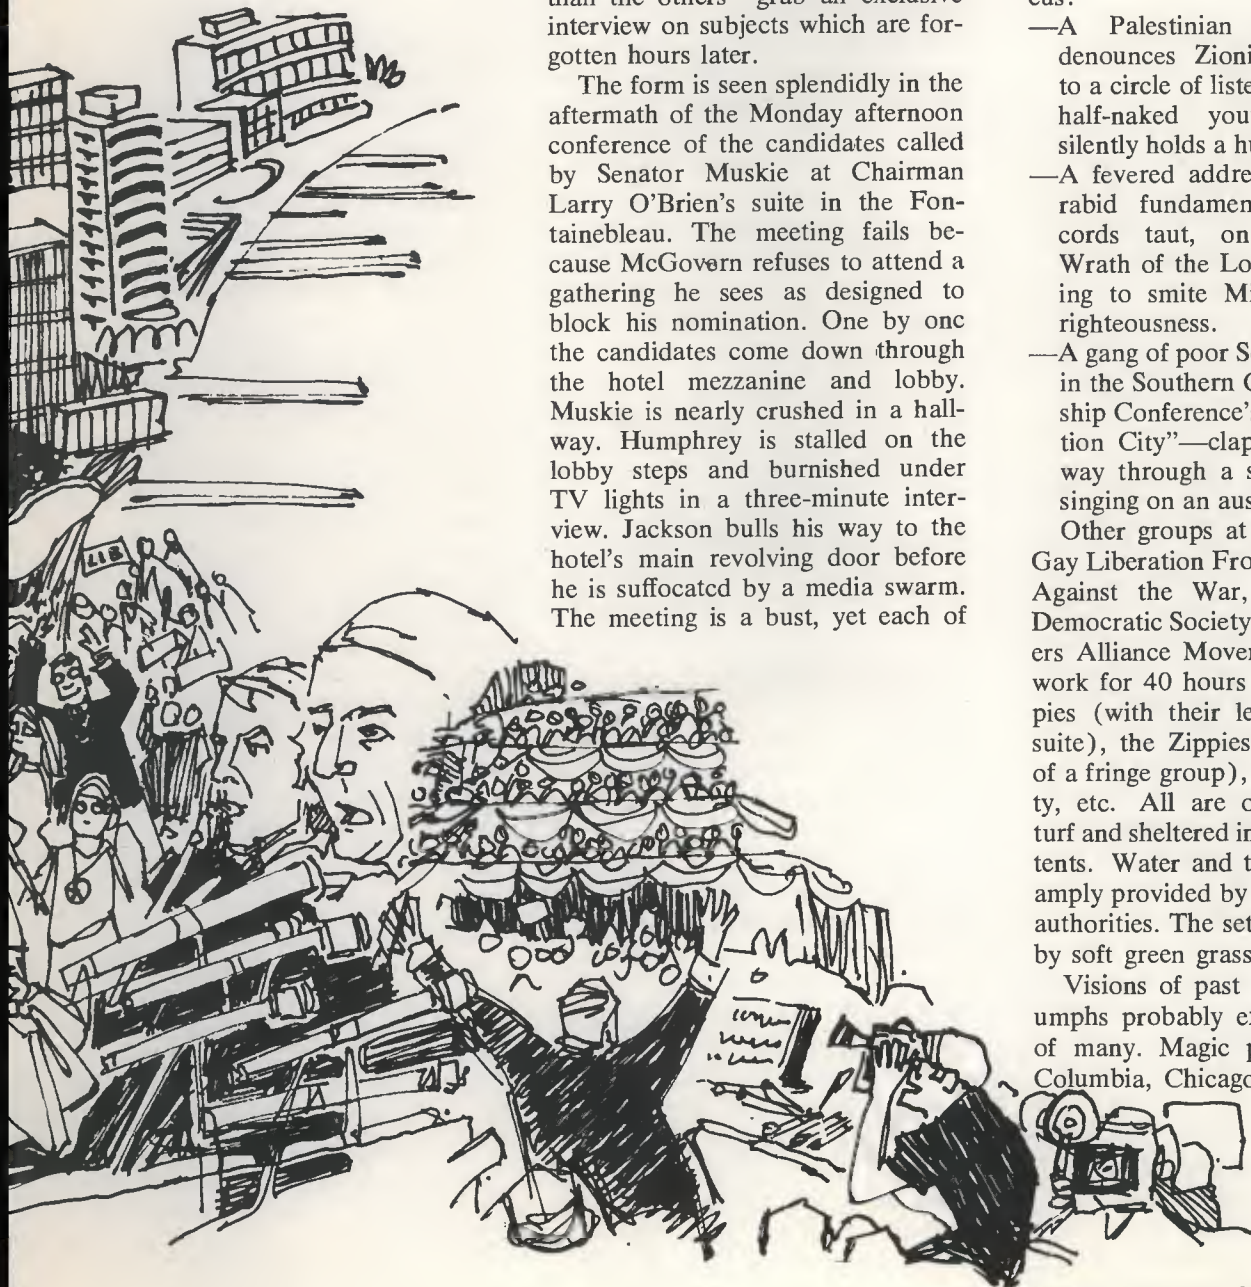 interview on subjects which are for-
gotten hours later.
The form is seen splendidly in the
aftermath of the Monday afternoon
conference of the candidates called
by Senator Muskie at Chairman
Larry O'Brien's suite in the Fon-
tainebleau. The meeting fails be-
cause McGovern refuses to attend a
gathering he sees as designed to
block his nomination. One by one
the candidates come down through
the hotel mezzanine and lobby.
Muskie is nearly crushed in a hall-
way. Humphrey is stalled on the
lobby steps and burnished under
TV lights in a three-minute inter-
view. Jackson bulls his way to the
hotel's main revolving door before
he is suffocated by a media swarm.
The meeting is a bust, yet each of
—A Palestinian
denounces Zioni
to a circle of liste
half-naked you
silently holds a hu
—A fevered addre
rabid fundamen
cords taut, on
Wrath of the Lo
ing to smite Mi
righteousness.
—A gang of poor S
in the Southern C
ship Conference'
tion City"—clap
way through a s
singing on an aus
Other groups at
Gay Liberation Fro
Against the War,
Democratic Society
ers Alliance Mover
work for 40 hours
pies (with their le
suite), the Zippies
of a fringe group),
ty, etc. All are o
turf and sheltered in
tents. Water and t
amply provided by
authorities. The set
by soft green grass
Visions of past
umphs probably ex
of many. Magic p
Columbia, Chicago
LIB